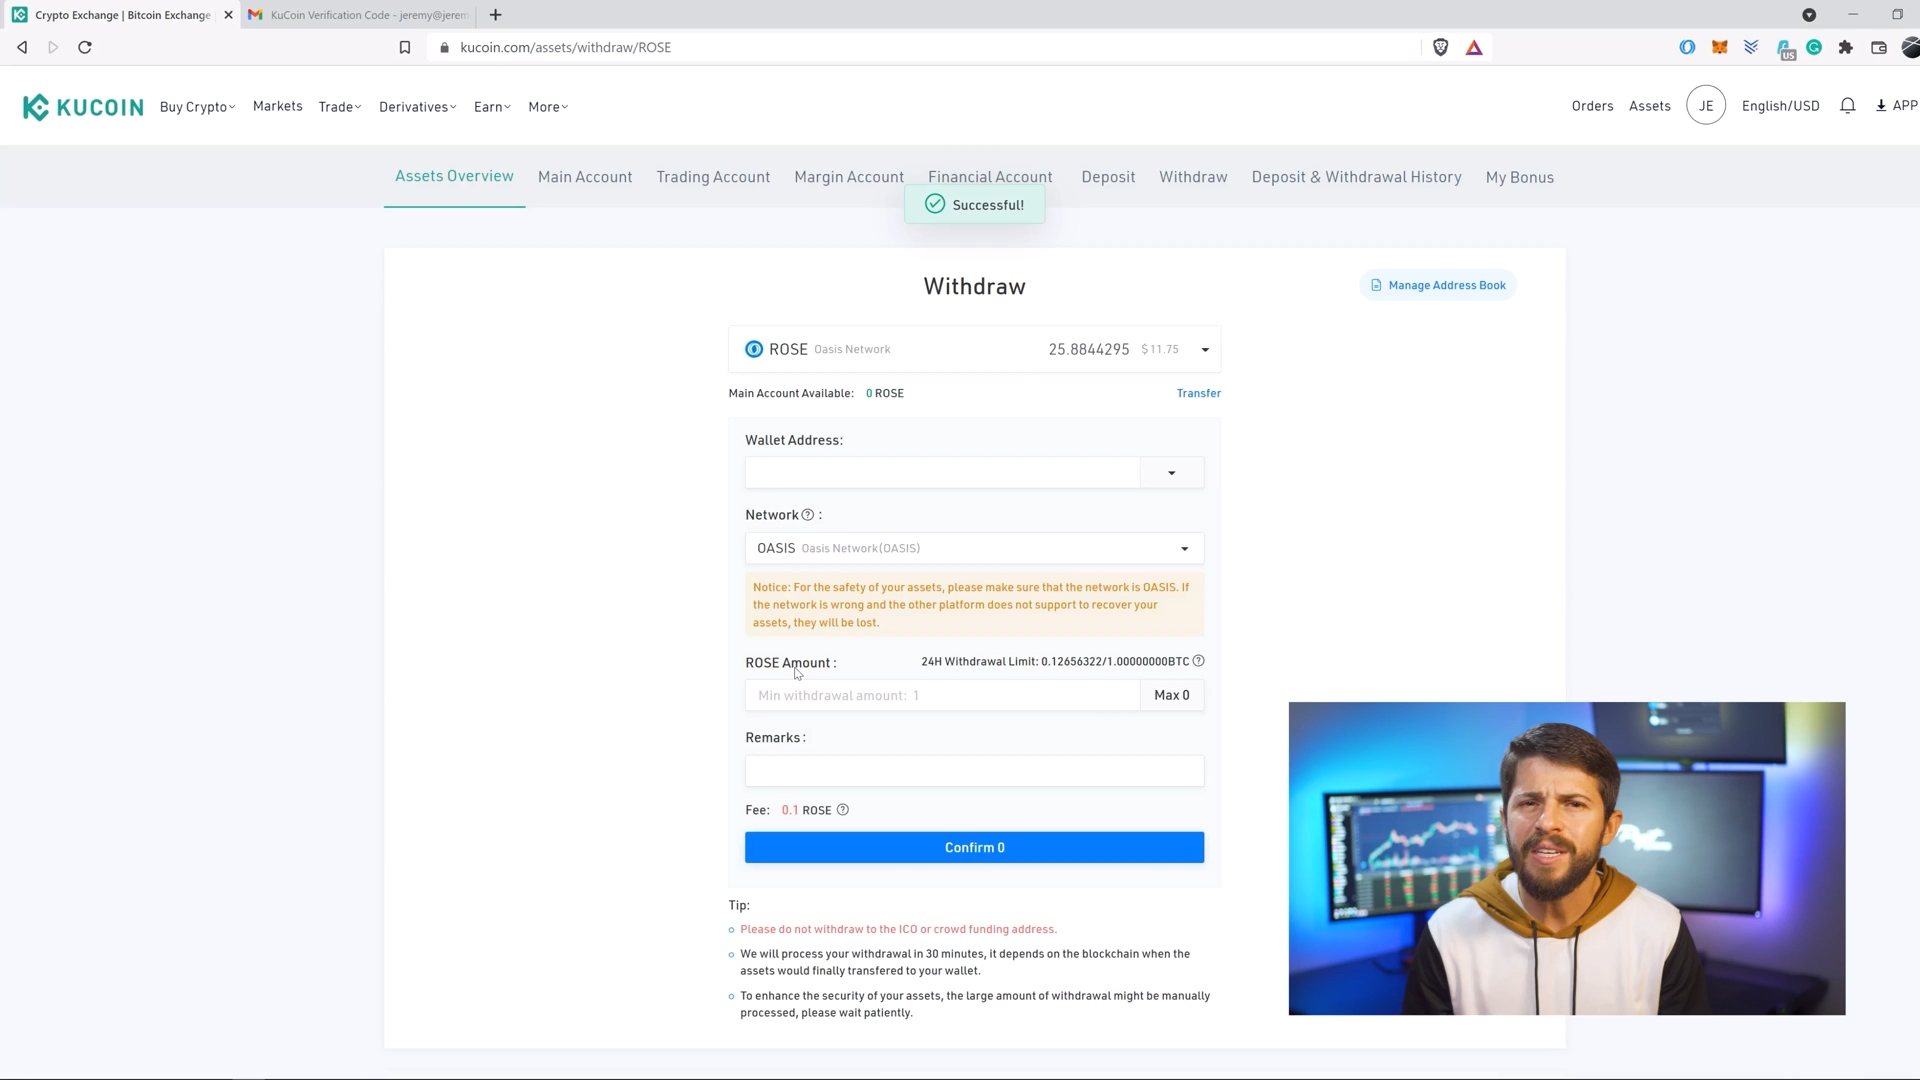 Crypto Exchange | Bitcoin Exchange
KuCoin Verification Code - jeremy@jerem
kucoin.com/assets/withdraw/ROSE
US
KUCOIN
Buy Crypto
Markets
Trade
Derivatives
Earn
More
Orders
Assets
JE
English/USD
APP
Assets Overview
Main Account
Trading Account
Margin Account
Financial Account
Deposit
Withdraw
Deposit & Withdrawal History
My Bonus
Successful!
Withdraw
Manage Address Book
ROSE Oasis Network 25.8844295 $11.75
Main Account Available: 0 ROSE Transfer
Wallet Address:
Network ? :
OASIS Oasis Network(OASIS)
Notice: For the safety of your assets, please make sure that the network is OASIS. If
the network is wrong and the other platform does not support to recover your
assets, they will be lost.
ROSE Amount : 24H Withdrawal Limit: 0.12656322/1.00000000BTC ?
Min withdrawal amount: 1 Max 0
Remarks :
Fee: 0.1 ROSE ?
Confirm 0
Tip:
Please do not withdraw to the ICO or crowd funding address.
We will process your withdrawal in 30 minutes, it depends on the blockchain when the
assets would finally transfered to your wallet.
To enhance the security of your assets, the large amount of withdrawal might be manually
processed, please wait patiently.